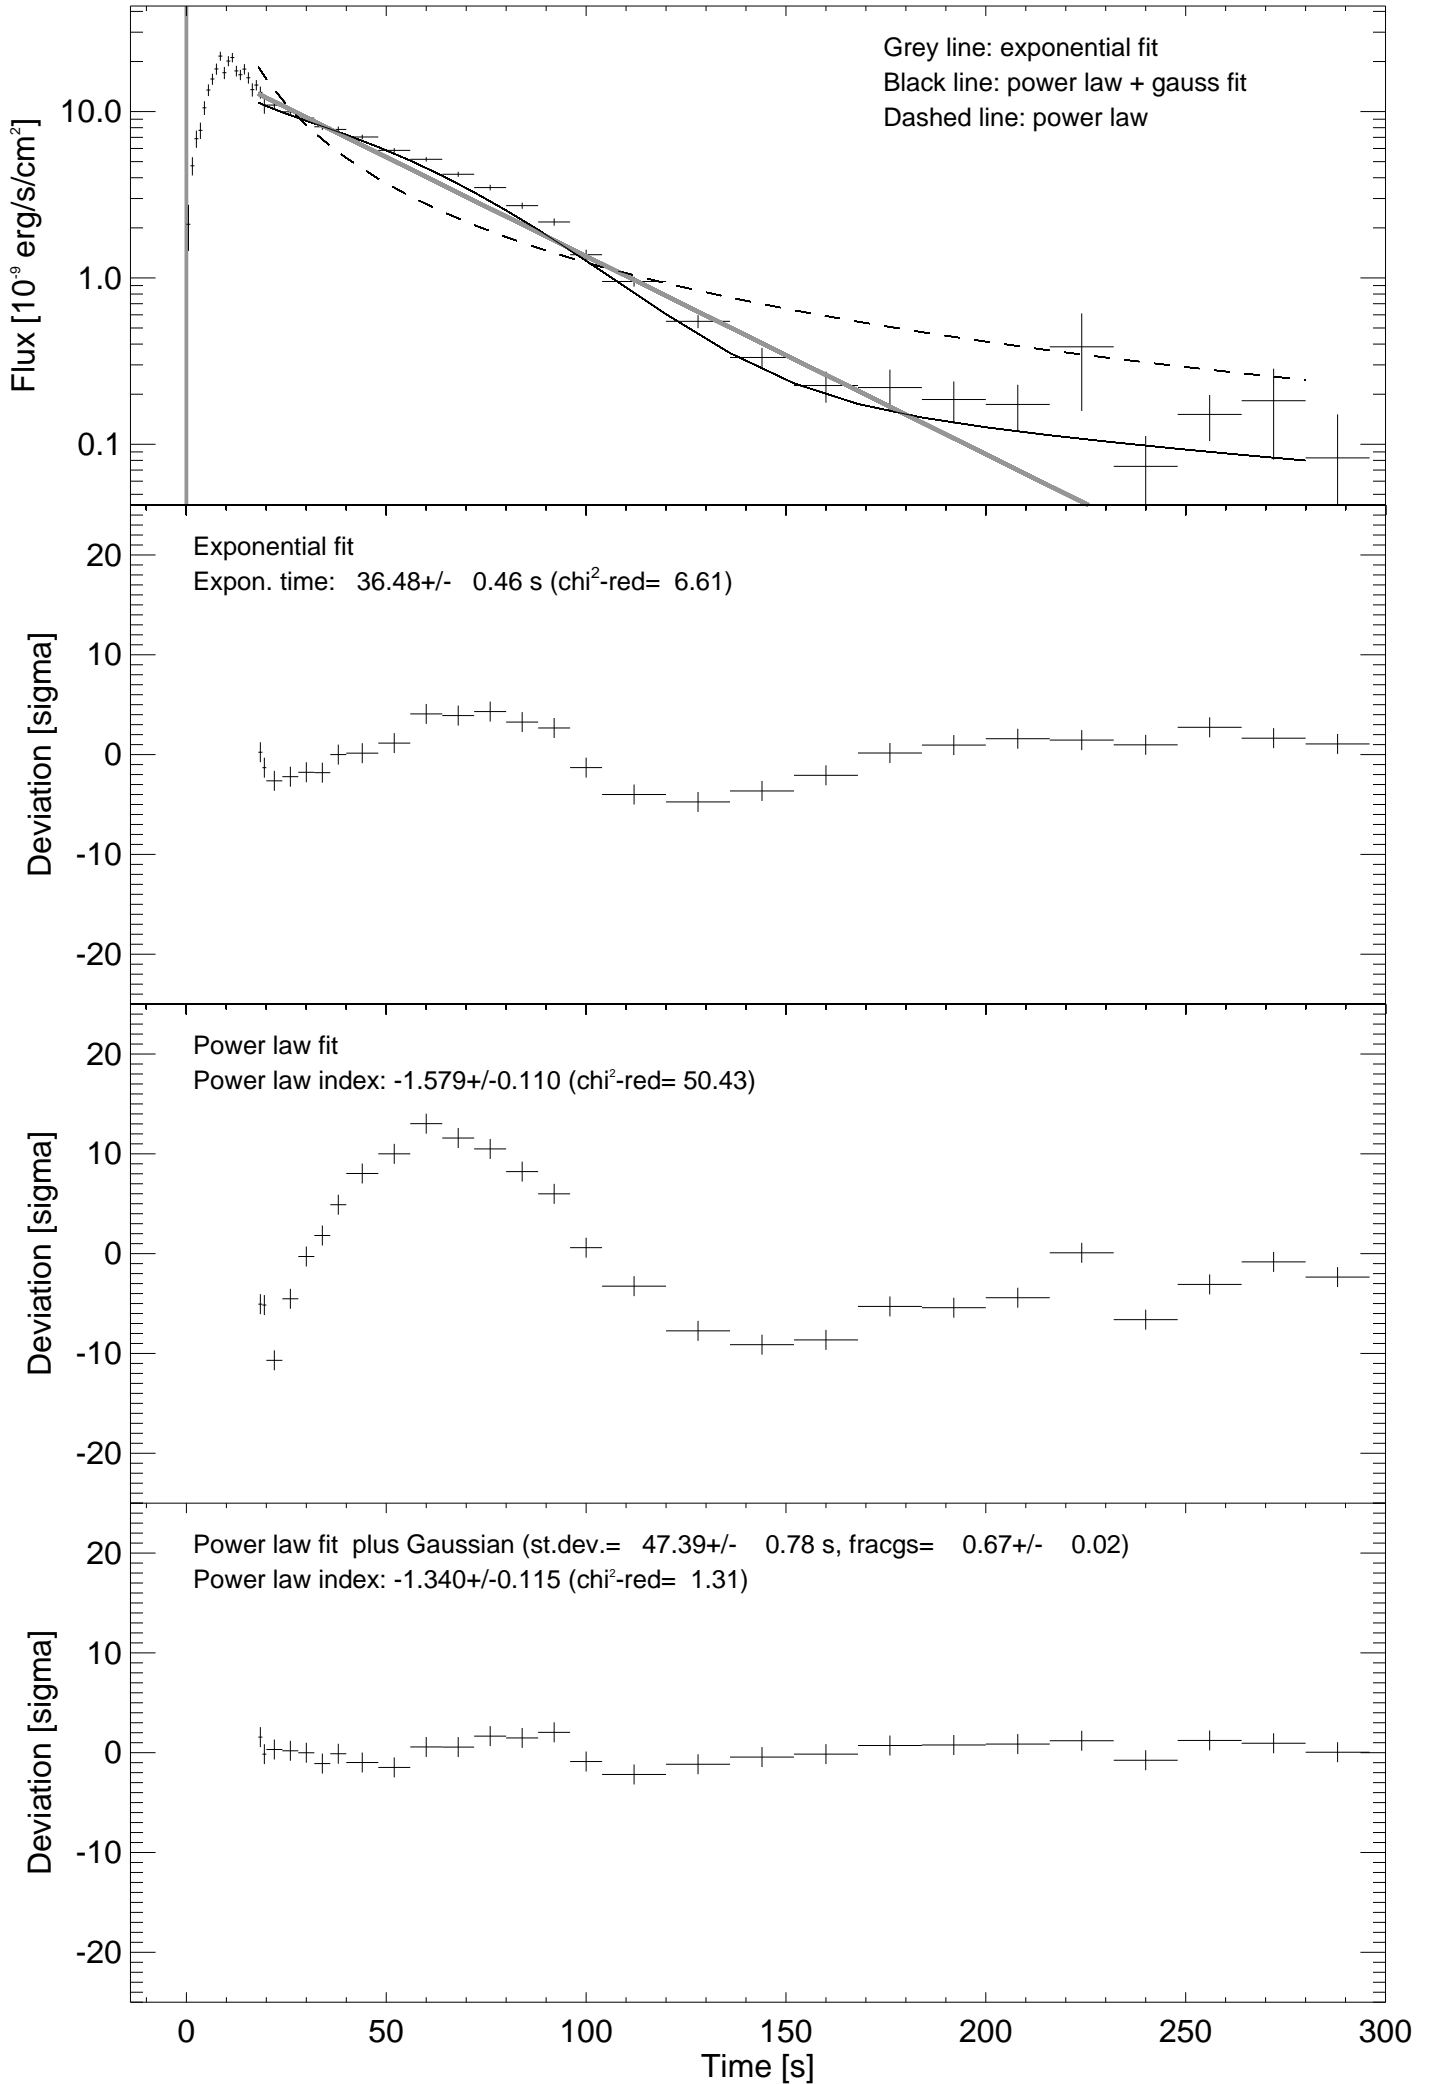 Grey line: exponential fit
Black line: power law + gauss fit
Dashed line: power law
Flux [10⁻⁹ erg/s/cm²]
10.0
1.0
0.1
Exponential fit
Expon. time: 36.48+/- 0.46 s (chi²-red= 6.61)
Deviation [sigma]
20
10
0
-10
-20
Power law fit
Power law index: -1.579+/-0.110 (chi²-red= 50.43)
Deviation [sigma]
20
10
0
-10
-20
Power law fit plus Gaussian (st.dev.= 47.39+/- 0.78 s, fracgs= 0.67+/- 0.02)
Power law index: -1.340+/-0.115 (chi²-red= 1.31)
Deviation [sigma]
20
10
0
-10
-20
0 50 100 150 200 250 300
Time [s]